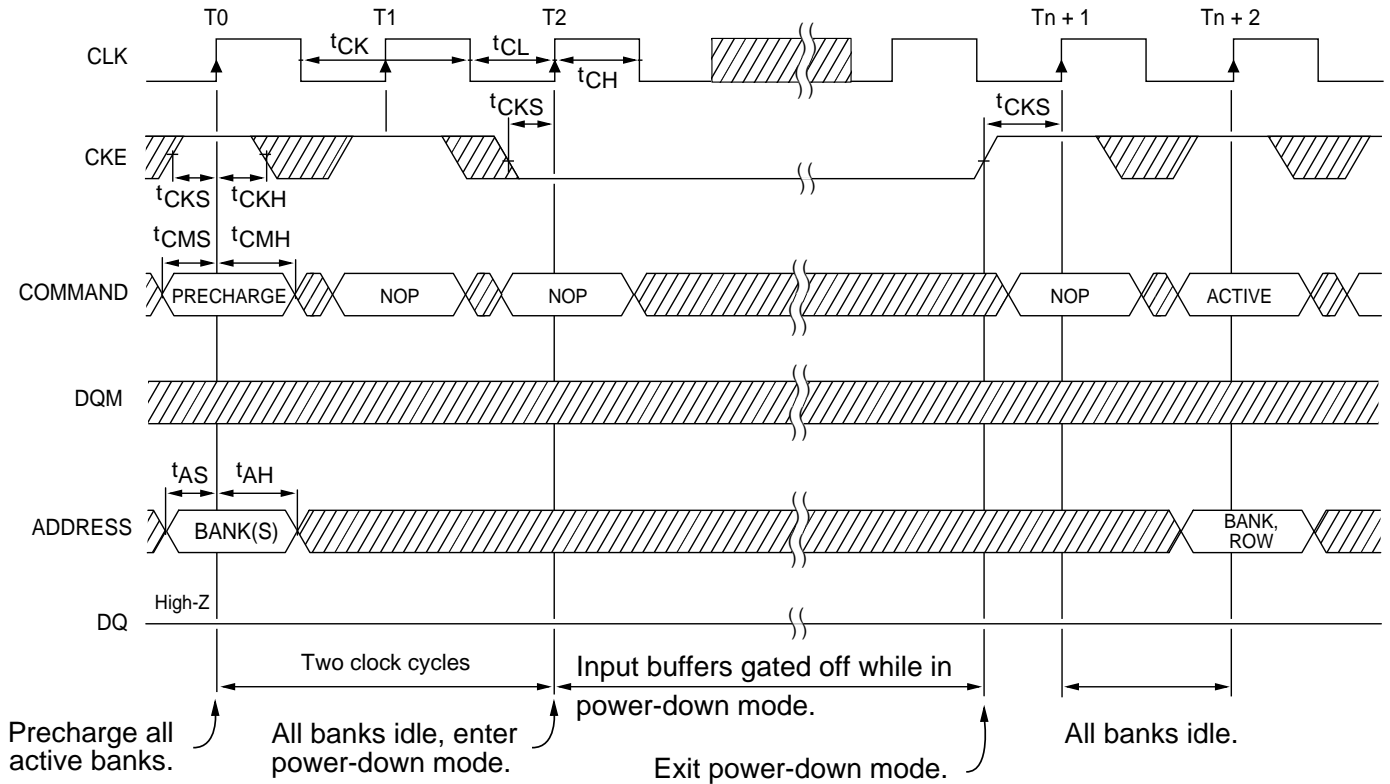 T0 T1 T2 Tn + 1 Tn + 2
CLK
tCK
tCL
tCH
tCKS
tCKS
CKE
tCKS
tCKH
tCMS
tCMH
COMMAND
PRECHARGE
NOP
NOP
NOP
ACTIVE
DQM
tAS
tAH
ADDRESS
BANK(S)
BANK,
ROW
High-Z
DQ
Two clock cycles
Input buffers gated off while in
power-down mode.
Precharge all
active banks.
All banks idle, enter
power-down mode.
Exit power-down mode.
All banks idle.